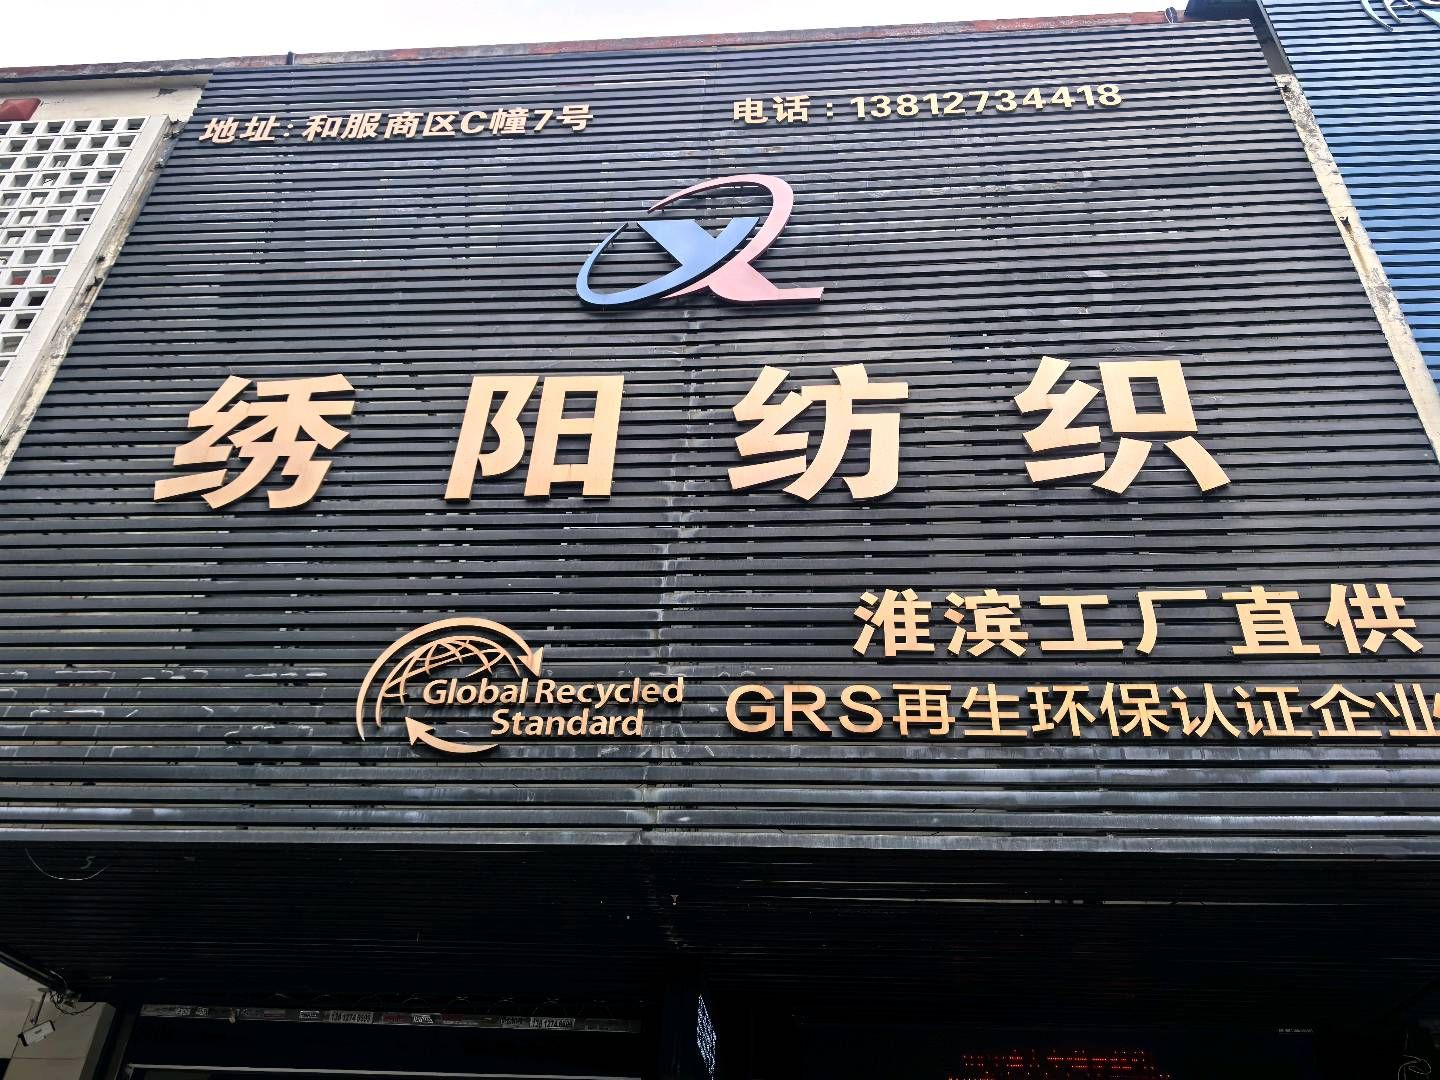 地址:和服商区C幢7号
电话:13812734418
绣阳纺织
淮滨工厂直供
Global Recycled
Standard
GRS再生环保认证企业